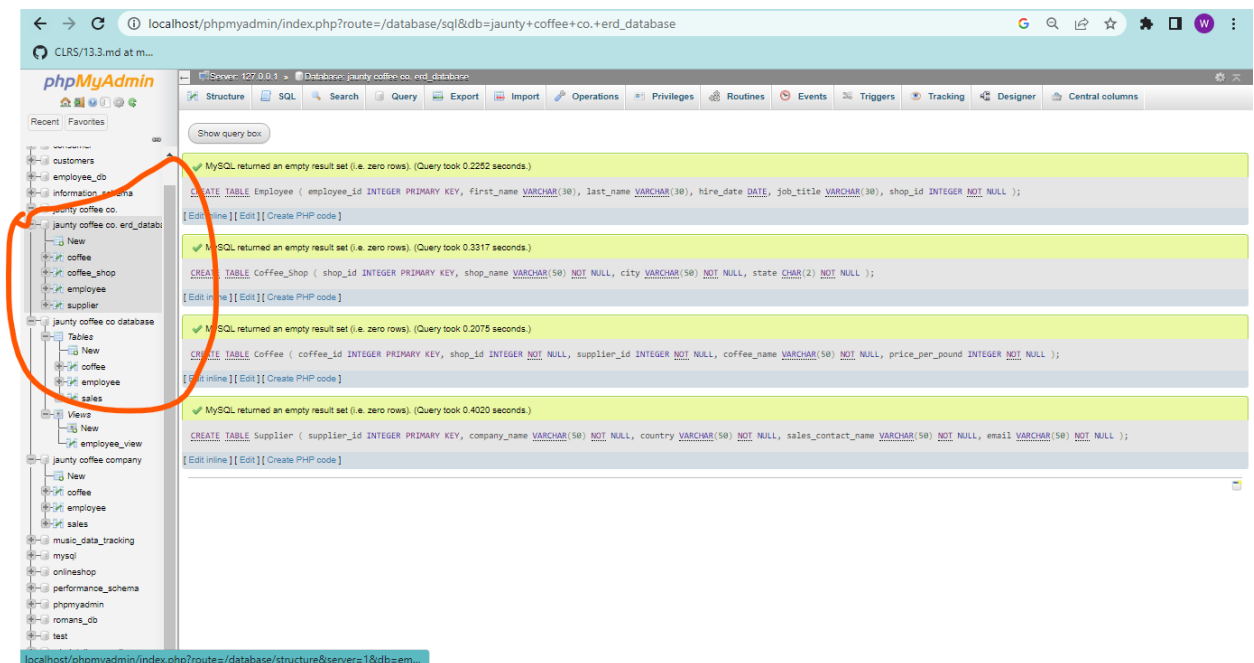 localhost/phpmyadmin/index.php?route=/database/sql&db=jaunty+coffee+co.+erd_database
W
CLRS/13.3.md at m...
phpMyAdmin
Recent Favorites
customers
employee_db
information_schema
jaunty coffee co.
jaunty coffee co. erd_databa
New
coffee
coffee_shop
employee
supplier
jaunty coffee co database
Tables
New
coffee
employee
sales
Views
New
employee_view
jaunty coffee company
New
coffee
employee
sales
music_data_tracking
mysql
onlineshop
performance_schema
phpmyadmin
romans_db
test
Server: 127.0.0.1 » Database: jaunty coffee co. erd_database
Structure SQL Search Query Export Import Operations Privileges Routines Events Triggers Tracking Designer Central columns
Show query box
MySQL returned an empty result set (i.e. zero rows). (Query took 0.2252 seconds.)
CREATE TABLE Employee ( employee_id INTEGER PRIMARY KEY, first_name VARCHAR(30), last_name VARCHAR(30), hire_date DATE, job_title VARCHAR(30), shop_id INTEGER NOT NULL );
[ Edit inline ] [ Edit ] [ Create PHP code ]
MySQL returned an empty result set (i.e. zero rows). (Query took 0.3317 seconds.)
CREATE TABLE Coffee_Shop ( shop_id INTEGER PRIMARY KEY, shop_name VARCHAR(50) NOT NULL, city VARCHAR(50) NOT NULL, state CHAR(2) NOT NULL );
[ Edit inline ] [ Edit ] [ Create PHP code ]
MySQL returned an empty result set (i.e. zero rows). (Query took 0.2075 seconds.)
CREATE TABLE Coffee ( coffee_id INTEGER PRIMARY KEY, shop_id INTEGER NOT NULL, supplier_id INTEGER NOT NULL, coffee_name VARCHAR(50) NOT NULL, price_per_pound INTEGER NOT NULL );
[ Edit inline ] [ Edit ] [ Create PHP code ]
MySQL returned an empty result set (i.e. zero rows). (Query took 0.4020 seconds.)
CREATE TABLE Supplier ( supplier_id INTEGER PRIMARY KEY, company_name VARCHAR(50) NOT NULL, country VARCHAR(50) NOT NULL, sales_contact_name VARCHAR(50) NOT NULL, email VARCHAR(50) NOT NULL );
[ Edit inline ] [ Edit ] [ Create PHP code ]
localhost/phpmyadmin/index.php?route=/database/structure&server=1&db=em...